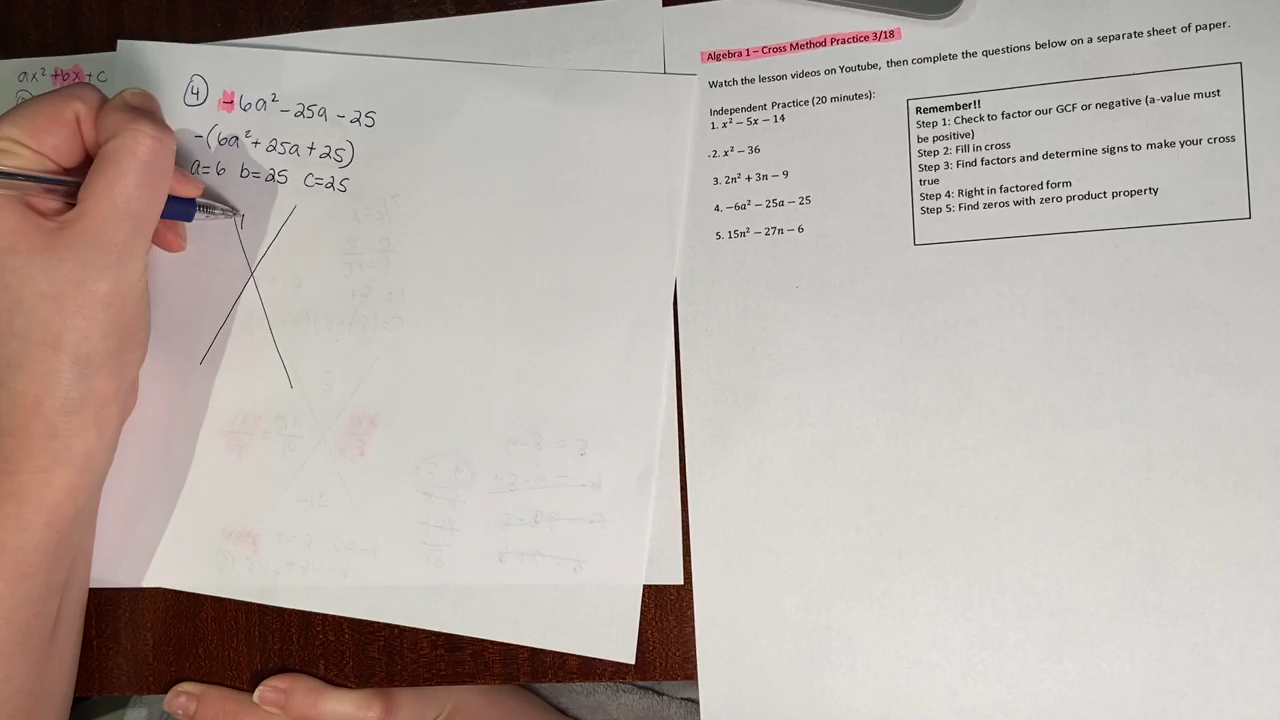 ax² + bx + c
④ -6a² - 25a - 25
-(6a² + 25a + 25)
a=6 b=25 c=25
Algebra 1 – Cross Method Practice 3/18
Watch the lesson videos on Youtube, then complete the questions below on a separate sheet of paper.
Independent Practice (20 minutes):
1. x² − 5x − 14
.2. x² − 36
3. 2n² + 3n − 9
4. −6a² − 25a − 25
5. 15n² − 27n − 6
Remember!!
Step 1: Check to factor our GCF or negative (a-value must
be positive)
Step 2: Fill in cross
Step 3: Find factors and determine signs to make your cross
true
Step 4: Right in factored form
Step 5: Find zeros with zero product property